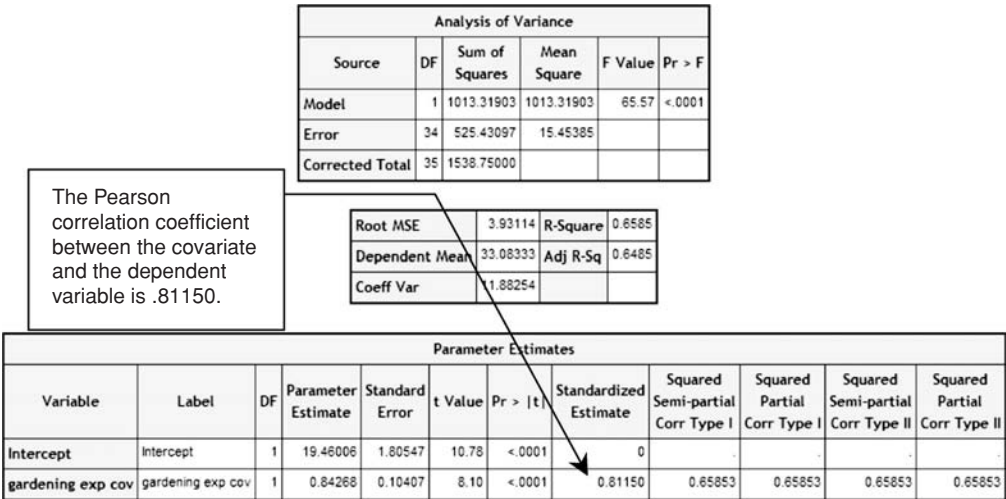 Analysis of Variance
Source DF Sum of Squares Mean Square F Value Pr > F
Model 1 1013.31903 1013.31903 65.57 <.0001
Error 34 525.43097 15.45385
Corrected Total 35 1538.75000
The Pearson
correlation coefficient
between the covariate
and the dependent
variable is .81150.
Root MSE 3.93114 R-Square 0.6585
Dependent Mean 33.08333 Adj R-Sq 0.6485
Coeff Var 11.88254
Parameter Estimates
Variable Label DF Parameter Estimate Standard Error t Value Pr > |t| Standardized Estimate Squared Semi-partial Corr Type I Squared Partial Corr Type I Squared Semi-partial Corr Type II Squared Partial Corr Type II
Intercept Intercept 1 19.46006 1.80547 10.78 <.0001 0 . . . .
gardening exp cov gardening exp cov 1 0.84268 0.10407 8.10 <.0001 0.81150 0.65853 0.65853 0.65853 0.65853